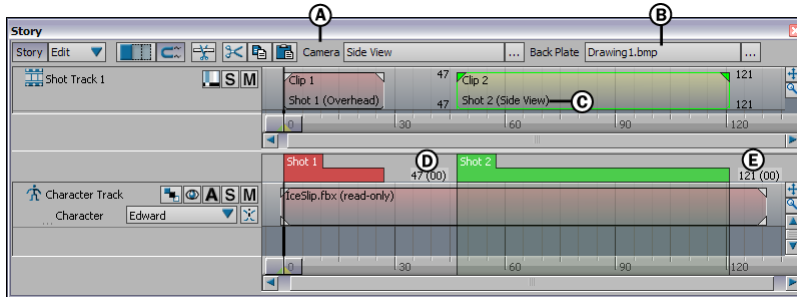 A
B
Story
Story Edit Camera Side View ... Back Plate Drawing1.bmp ...
Shot Track 1 S M Clip 1 47 Clip 2 121
Shot 1 (Overhead) 47 Shot 2 (Side View) C 121
0 30 60 90 120
Shot 1 D Shot 2 E
47 (00) 121 (00)
Character Track A S M IceSlip.fbx (read-only)
Character Edward
0 30 60 90 120